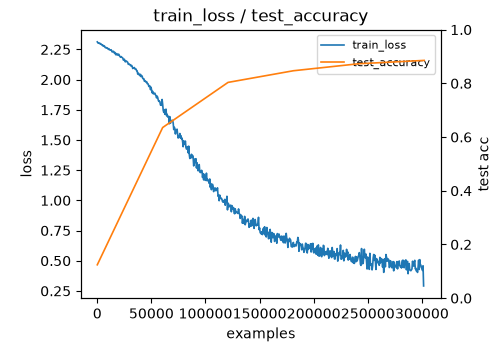 train_loss / test_accuracy
train_loss
test_accuracy
2.25
2.00
1.75
1.50
1.25
1.00
0.75
0.50
0.25
loss
1.0
0.8
0.6
0.4
0.2
0.0
test acc
0 50000 100000 150000 200000 250000 300000
examples